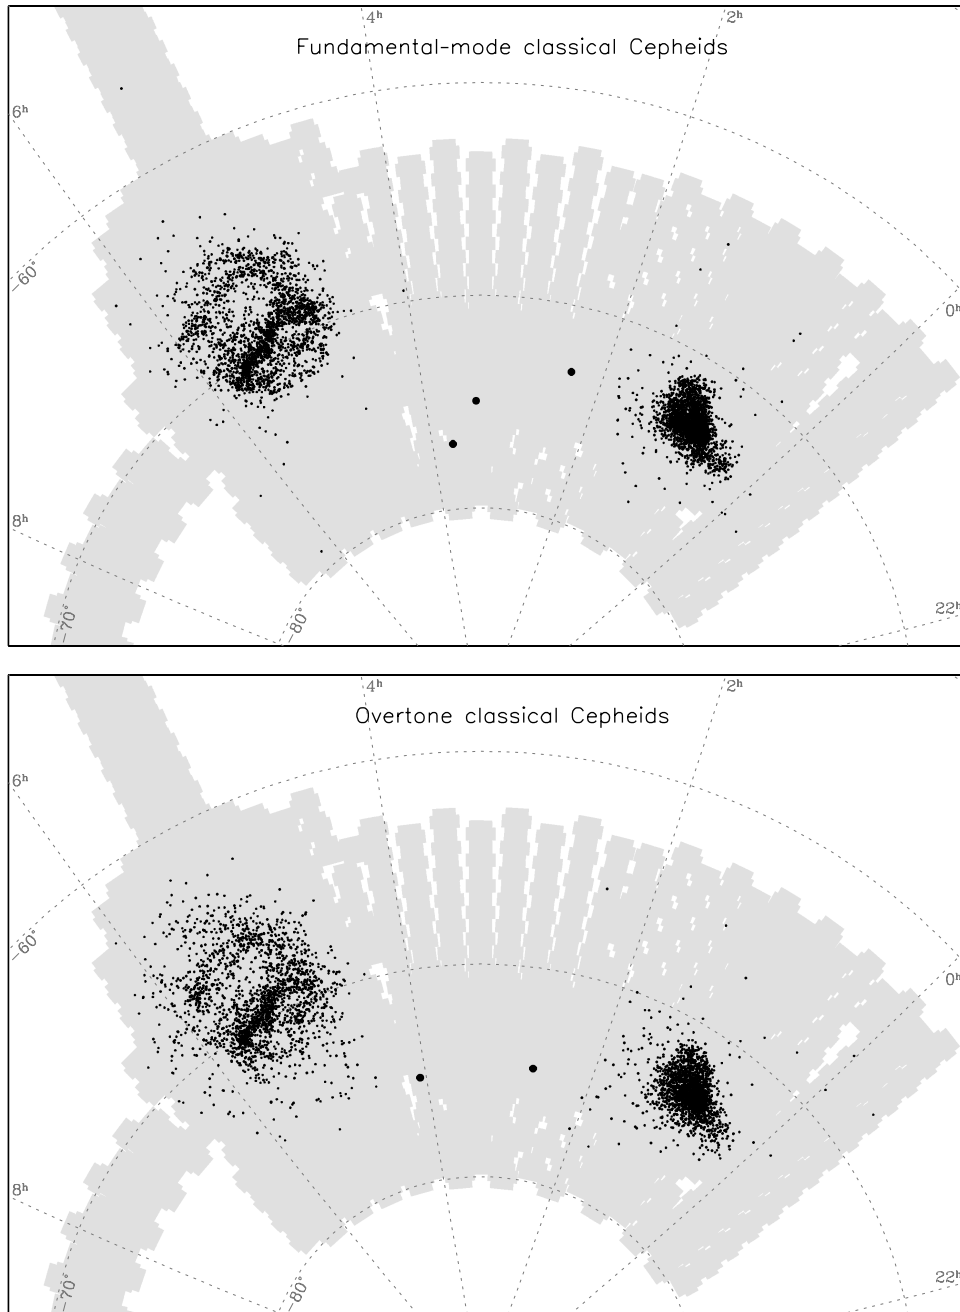 4ʰ
2ʰ
Fundamental-mode classical Cepheids
6ʰ
−60°
0ʰ
8ʰ
−70°
−80°
22ʰ
4ʰ
2ʰ
Overtone classical Cepheids
6ʰ
−60°
0ʰ
8ʰ
−70°
−80°
22ʰ